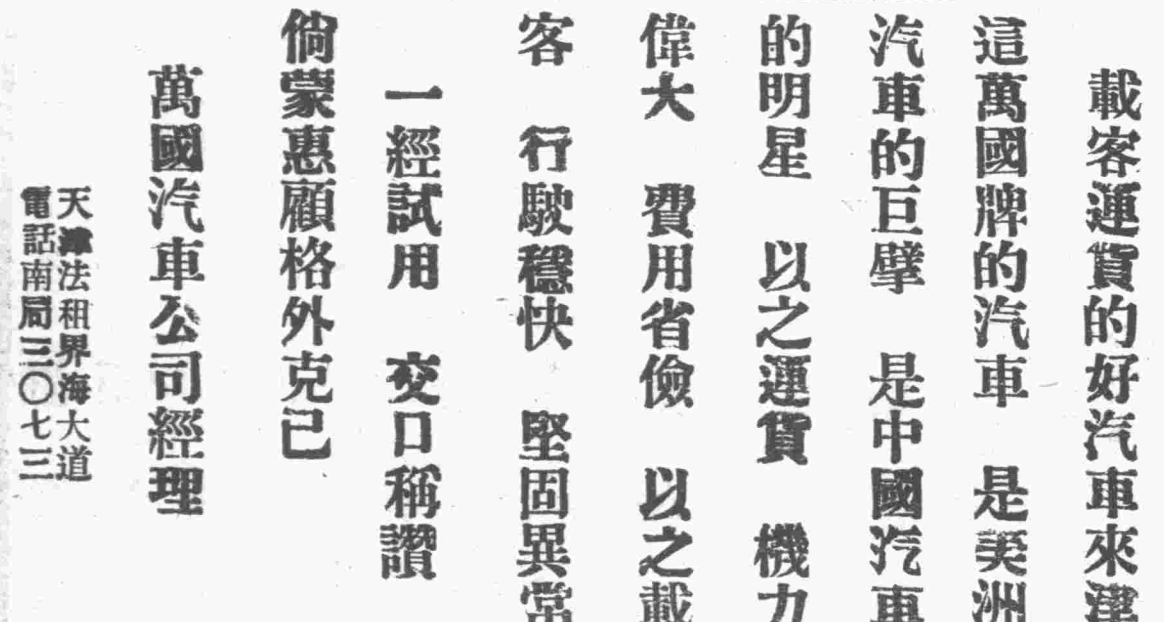 載客運貨的好汽車來津
這萬國牌的汽車　是美洲
汽車的巨擘　是中國汽車
的明星　以之運貨　機力
偉大　費用省儉　以之載
客　行駛穩快　堅固異常
一經試用　交口稱讚
倘蒙惠顧格外克己
萬國汽車公司經理
天津法租界海大道
電話南局三〇七三